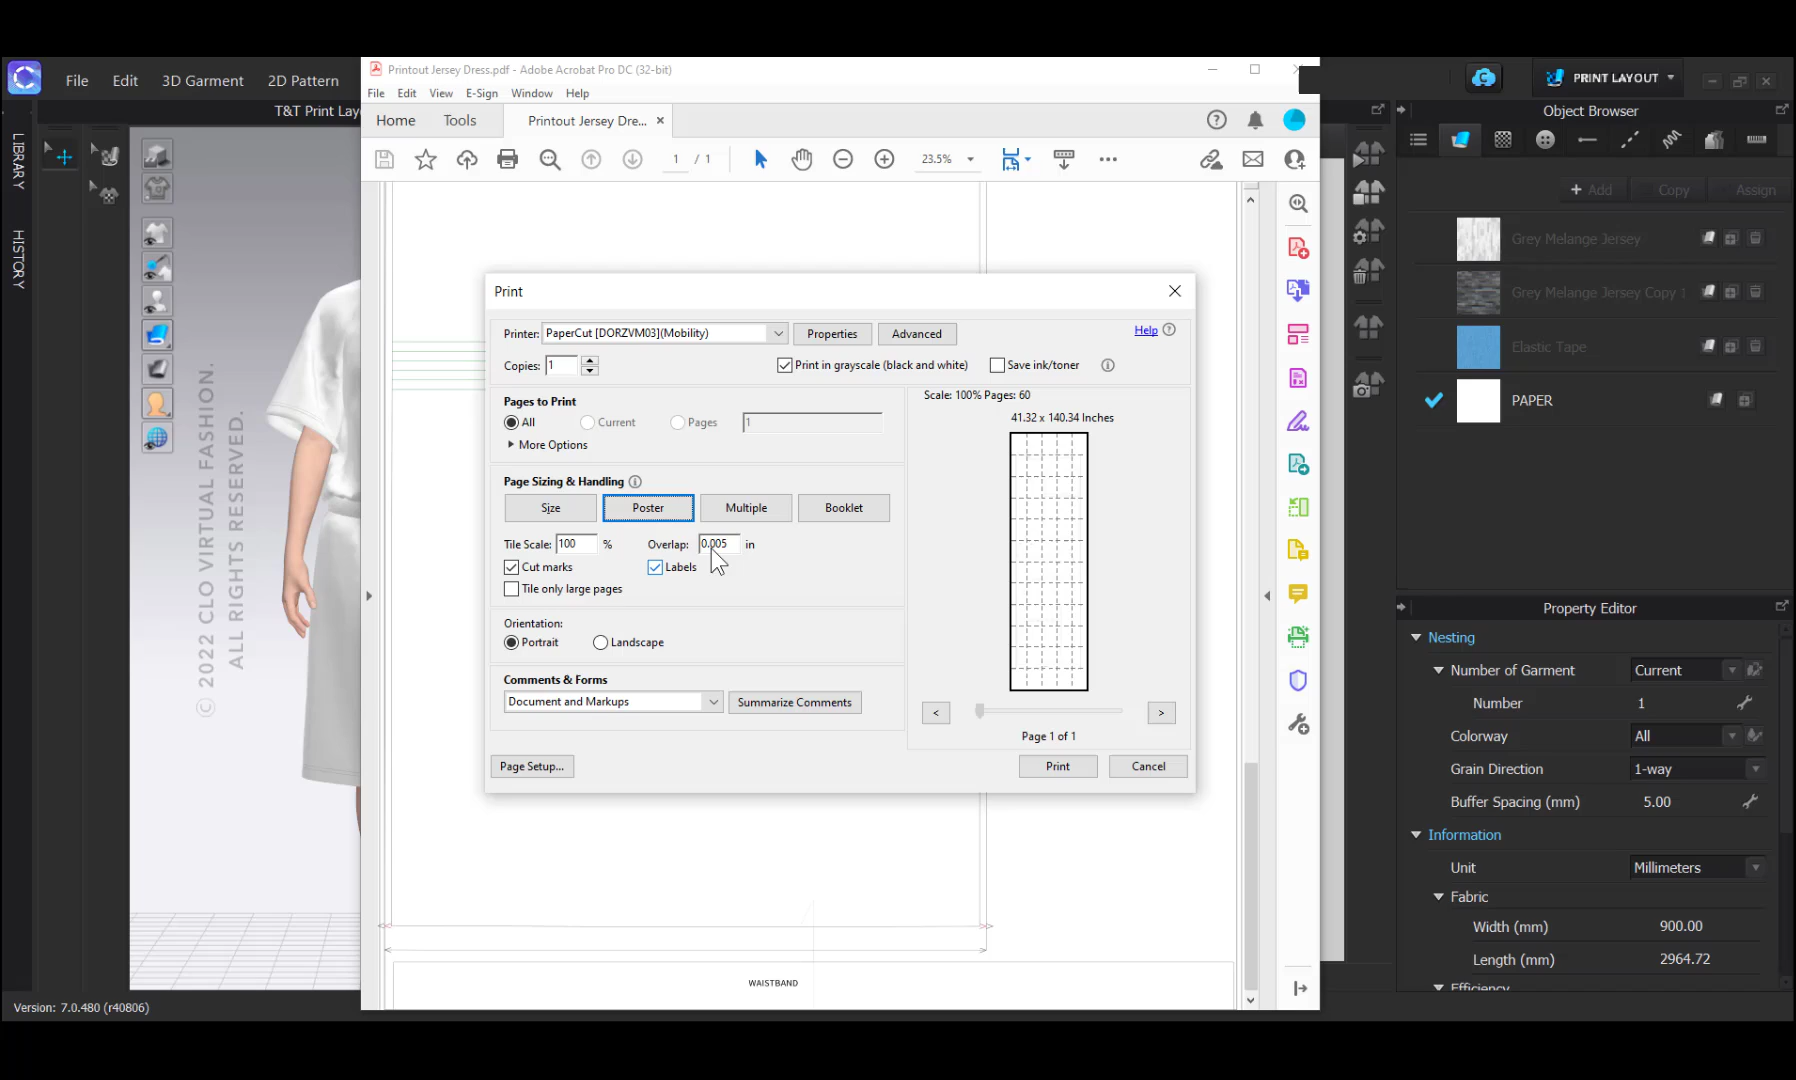 Printout Jersey Dress.pdf - Adobe Acrobat Pro DC (32-bit)
File Edit 3D Garment 2D Pattern
File Edit View E-Sign Window Help
PRINT LAYOUT
T&T Print Lay
Home Tools Printout Jersey Dre... ×
Object Browser
1 / 1 23.5%
LIBRARY
HISTORY
+ Add Copy Assign
Grey Melange Jersey
Grey Melange Jersey Copy 1
Elastic Tape
PAPER
© 2022 CLO VIRTUAL FASHION.
ALL RIGHTS RESERVED.
Print
Printer: PaperCut [DORZVM03](Mobility) Properties Advanced Help
Copies: 1 Print in grayscale (black and white) Save ink/toner
Pages to Print
All Current Pages 1
More Options
Scale: 100% Pages: 60
41.32 x 140.34 Inches
Page Sizing & Handling
Size Poster Multiple Booklet
Tile Scale: 100 % Overlap: 0.005 in
Cut marks Labels
Tile only large pages
Orientation:
Portrait Landscape
Comments & Forms
Document and Markups Summarize Comments
< >
Page 1 of 1
Page Setup... Print Cancel
WAISTBAND
Property Editor
Nesting
Number of Garment Current
Number 1
Colorway All
Grain Direction 1-way
Buffer Spacing (mm) 5.00
Information
Unit Millimeters
Fabric
Width (mm) 900.00
Length (mm) 2964.72
Efficiency
Version: 7.0.480 (r40806)